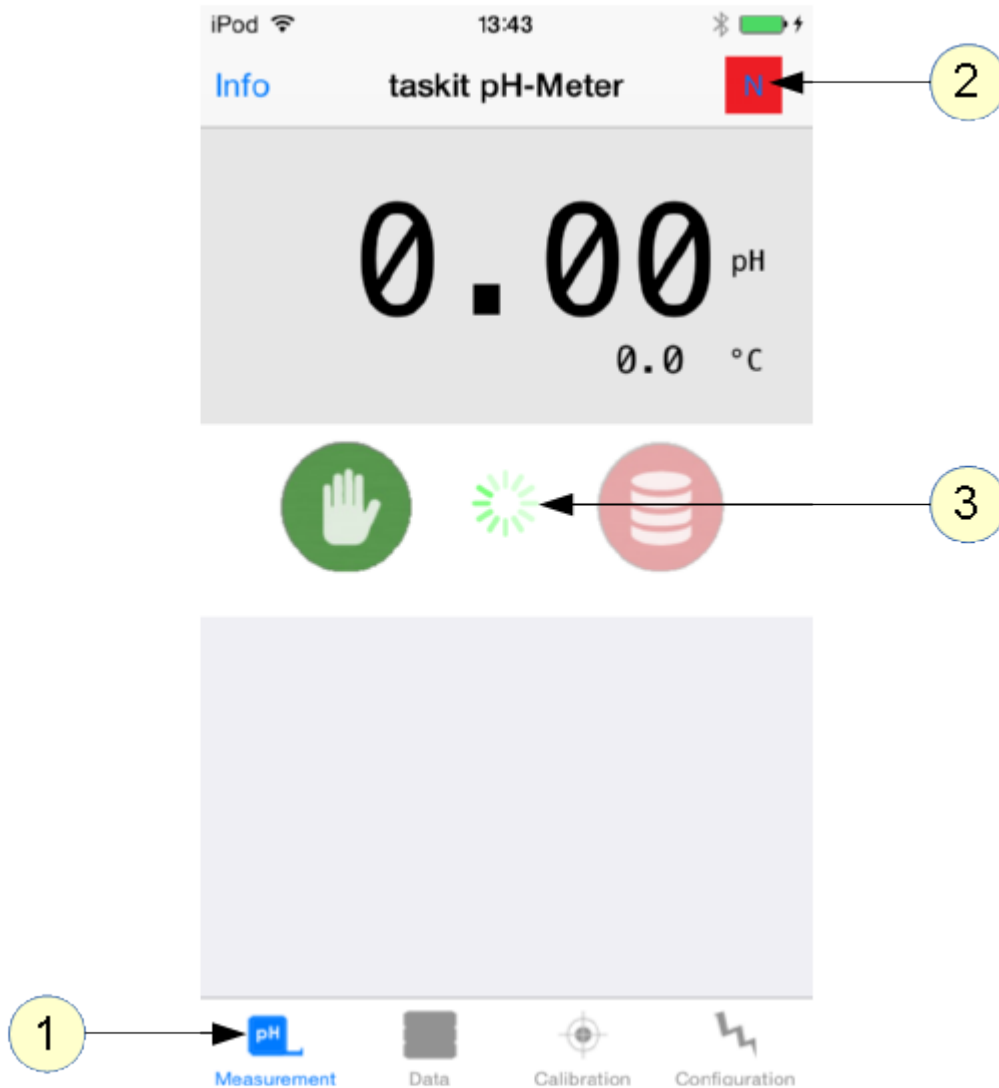 iPod 13:43
Info taskit pH-Meter N
2
0.00 pH
0.0 °C
3
1
pH
Measurement Data Calibration Configuration